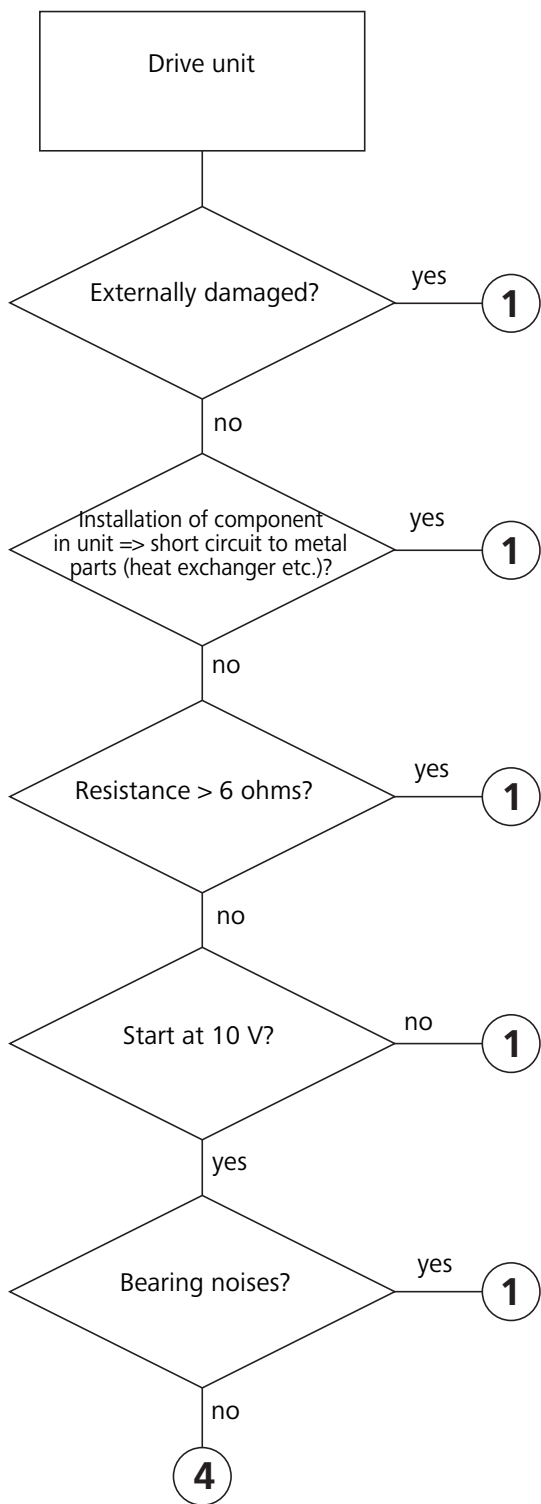 Drive unit
Externally damaged?
yes
1
no
Installation of component
in unit => short circuit to metal
parts (heat exchanger etc.)?
yes
1
no
Resistance > 6 ohms?
yes
1
no
Start at 10 V?
no
1
yes
Bearing noises?
yes
1
no
4